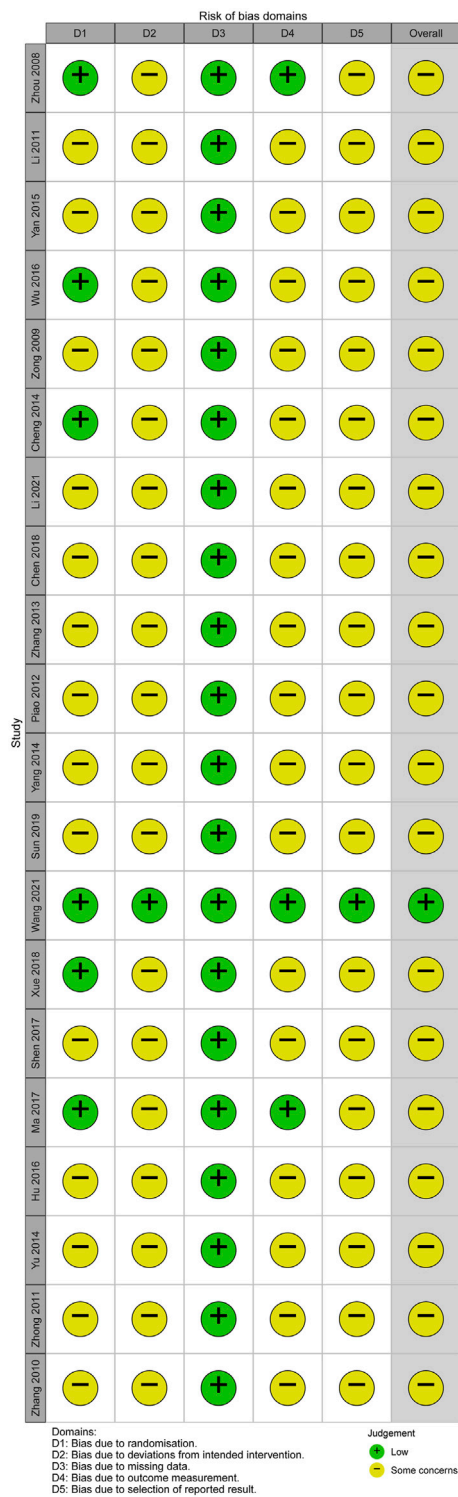 Risk of bias domains
D1 D2 D3 D4 D5 Overall
Study
Zhou 2008 + − + + − −
Li 2011 − − + − − −
Yan 2015 − − + − − −
Wu 2016 + − + − − −
Zong 2009 − − + − − −
Cheng 2014 + − + − − −
Li 2021 − − + − − −
Chen 2018 − − + − − −
Zhang 2013 − − + − − −
Piao 2012 − − + − − −
Yang 2014 − − + − − −
Sun 2019 − − + − − −
Wang 2021 + + + + + +
Xue 2018 + − + − − −
Shen 2017 − − + − − −
Ma 2017 + − + + − −
Hu 2016 − − + − − −
Yu 2014 − − + − − −
Zhong 2011 − − + − − −
Zhang 2010 − − + − − −
Domains:
D1: Bias due to randomisation.
D2: Bias due to deviations from intended intervention.
D3: Bias due to missing data.
D4: Bias due to outcome measurement.
D5: Bias due to selection of reported result.
Judgement
+ Low
− Some concerns